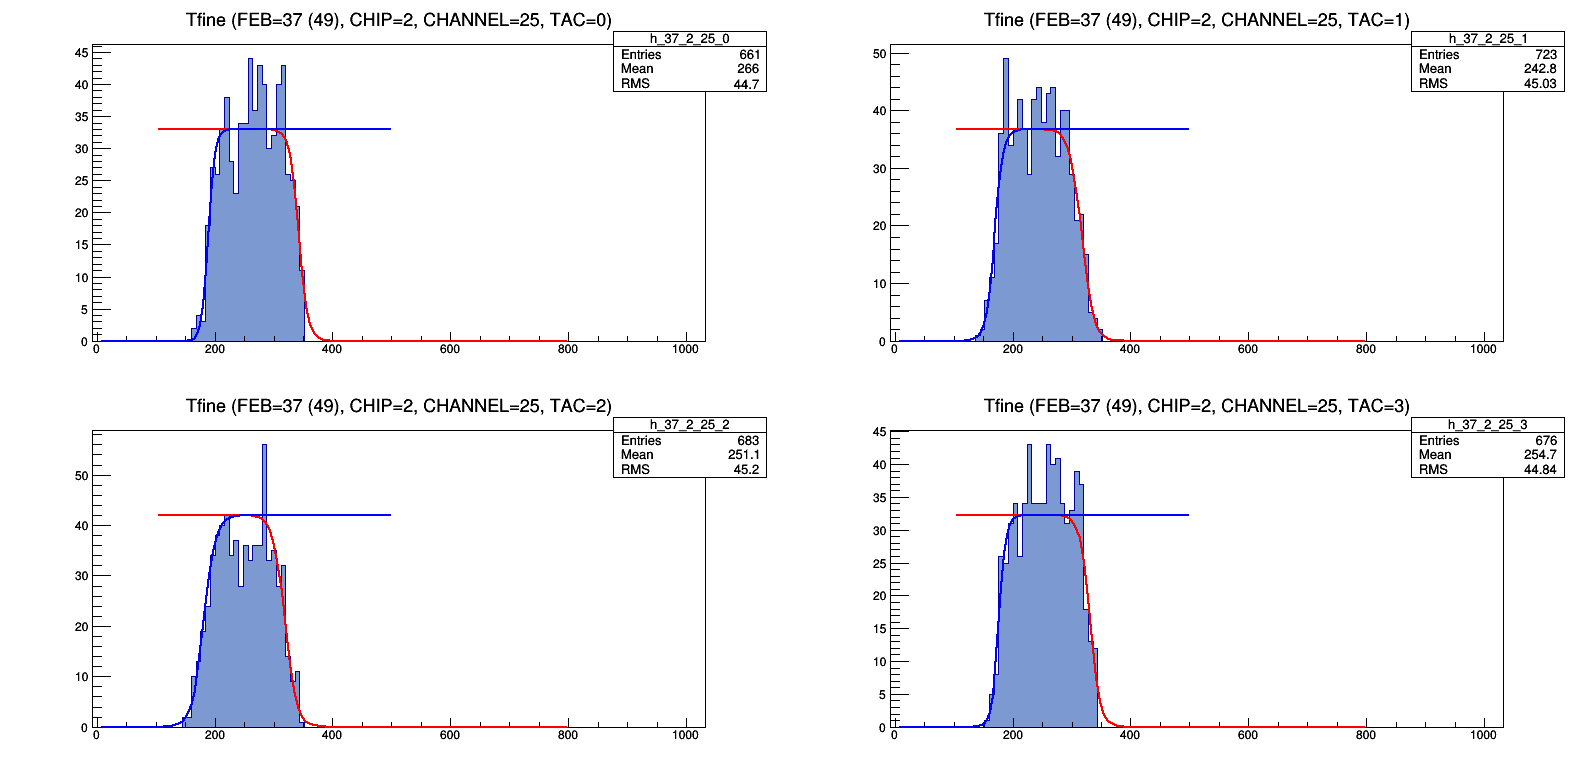 Tfine (FEB=37 (49), CHIP=2, CHANNEL=25, TAC=0)
h_37_2_25_0
Entries 661
Mean 266
RMS 44.7
45
40
35
30
25
20
15
10
5
0
0 200 400 600 800 1000
Tfine (FEB=37 (49), CHIP=2, CHANNEL=25, TAC=1)
h_37_2_25_1
Entries 723
Mean 242.8
RMS 45.03
50
40
30
20
10
0
0 200 400 600 800 1000
Tfine (FEB=37 (49), CHIP=2, CHANNEL=25, TAC=2)
h_37_2_25_2
Entries 683
Mean 251.1
RMS 45.2
50
40
30
20
10
0
0 200 400 600 800 1000
Tfine (FEB=37 (49), CHIP=2, CHANNEL=25, TAC=3)
h_37_2_25_3
Entries 676
Mean 254.7
RMS 44.84
45
40
35
30
25
20
15
10
5
0
0 200 400 600 800 1000